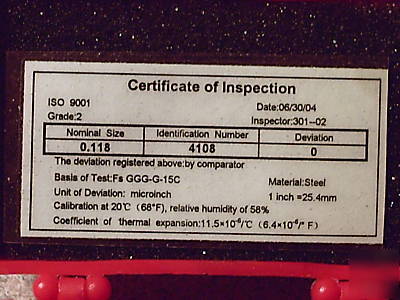 Certificate of Inspection
ISO 9001 Date:06/30/04
Grade:2 Inspector:301--02
Nominal Size Identification Number Deviation
0.118 4108 0
The deviation registered above:by comparator
Basis of Test:Fs GGG-G-15C Material:Steel
Unit of Deviation: microinch 1 inch =25.4mm
Calibration at 20℃ (68°F), relative humidity of 58%
Coefficient of thermal expansion:11.5×10⁻⁶/℃ (6.4×10⁻⁶/° F)